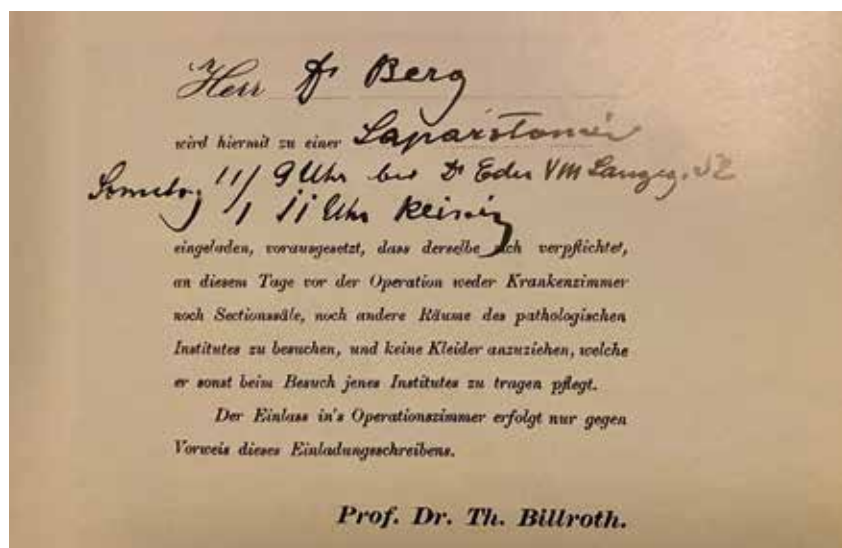 Herr Dr Berg
wird hiermit zu einer Laparotomie
11/1 9 Uhr bei Dr Eder VIII Langeg.
11 Uhr
eingeladen, vorausgesetzt, dass derselbe sich verpflichtet,
an diesem Tage vor der Operation weder Krankenzimmer
noch Sectionssäle, noch andere Räume des pathologischen
Institutes zu besuchen, und keine Kleider anzuziehen, welche
er sonst beim Besuch jenes Institutes zu tragen pflegt.
Der Einlass in's Operationszimmer erfolgt nur gegen
Vorweis dieses Einladungsschreibens.
Prof. Dr. Th. Billroth.